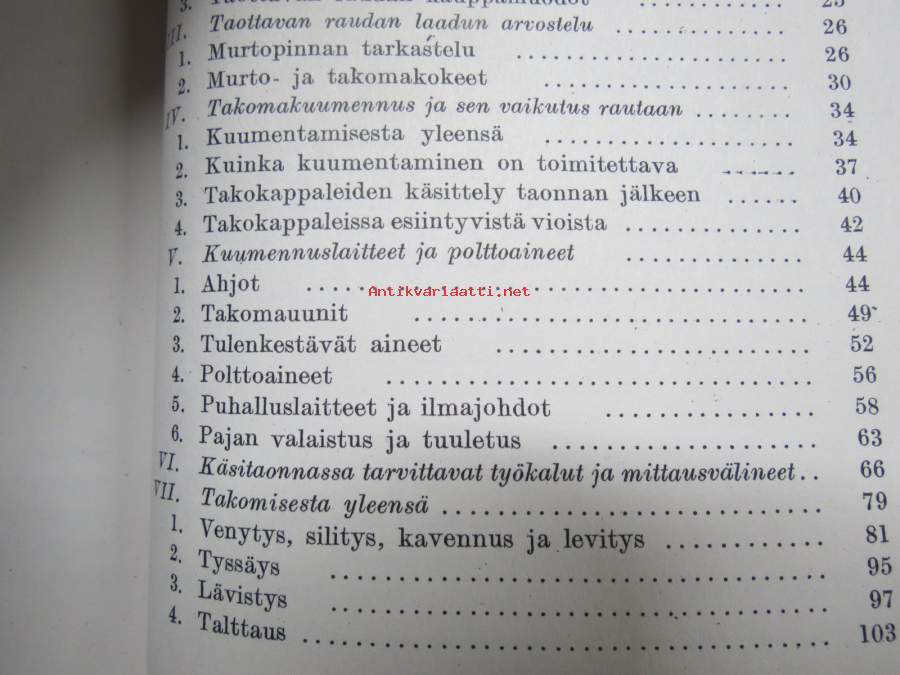 3. Taottavan raudan kauppamuodot . . . . . . . . 25
III. Taottavan raudan laadun arvostelu . . . . . . . . . . . . . . . 26
1. Murtopinnan tarkastelu . . . . . . . . . . . . . . . . . . . . 26
2. Murto- ja takomakokeet . . . . . . . . . . . . . . . . . . . 30
IV. Takomakuumennus ja sen vaikutus rautaan . . . . . . . . 34
1. Kuumentamisesta yleensä . . . . . . . . . . . . . . . . . . . 34
2. Kuinka kuumentaminen on toimitettava . . . . . . 37
3. Takokappaleiden käsittely taonnan jälkeen . . . . . . 40
4. Takokappaleissa esiintyvistä vioista . . . . . . . . . . . . . 42
V. Kuumennuslaitteet ja polttoaineet . . . . . . . . . . . . . 44
1. Ahjot . . . . . . . . . . . . . . . . . . . . . . . . . . . . . . . . . . . . 44
Antikvariaatti.net
2. Takomauunit . . . . . . . . . . . . . . . . . . . . . . . . . . . . 49
3. Tulenkestävät aineet . . . . . . . . . . . . . . . . . . . . . . . 52
4. Polttoaineet . . . . . . . . . . . . . . . . . . . . . . . . . . . . . . 56
5. Puhalluslaitteet ja ilmajohdot . . . . . . . . . . . . . . . 58
6. Pajan valaistus ja tuuletus . . . . . . . . . . . . . . . . . . . 63
VI. Käsitaonnassa tarvittavat työkalut ja mittausvälineet . . 66
VII. Takomisesta yleensä . . . . . . . . . . . . . . . . . . . . . . . . . . . 79
1. Venytys, silitys, kavennus ja levitys . . . . . . . . . . . . 81
2. Tyssäys . . . . . . . . . . . . . . . . . . . . . . . . . . . . . . . . . . . 95
3. Lävistys . . . . . . . . . . . . . . . . . . . . . . . . . . . . . . . . . . . 97
4. Talttaus . . . . . . . . . . . . . . . . . . . . . . . . . . . . . . . . . . . . . 103